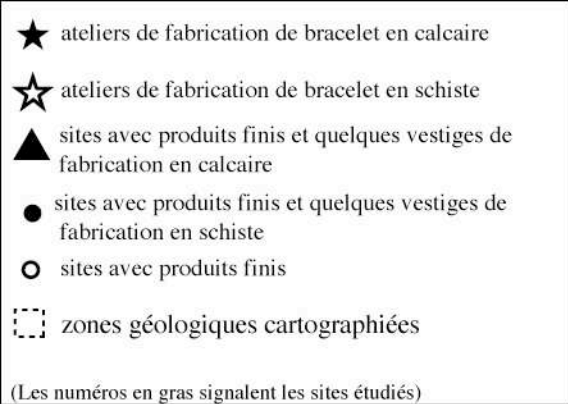 ateliers de fabrication de bracelet en calcaire
ateliers de fabrication de bracelet en schiste
sites avec produits finis et quelques vestiges de
fabrication en calcaire
sites avec produits finis et quelques vestiges de
fabrication en schiste
sites avec produits finis
zones géologiques cartographiées
(Les numéros en gras signalent les sites étudiés)